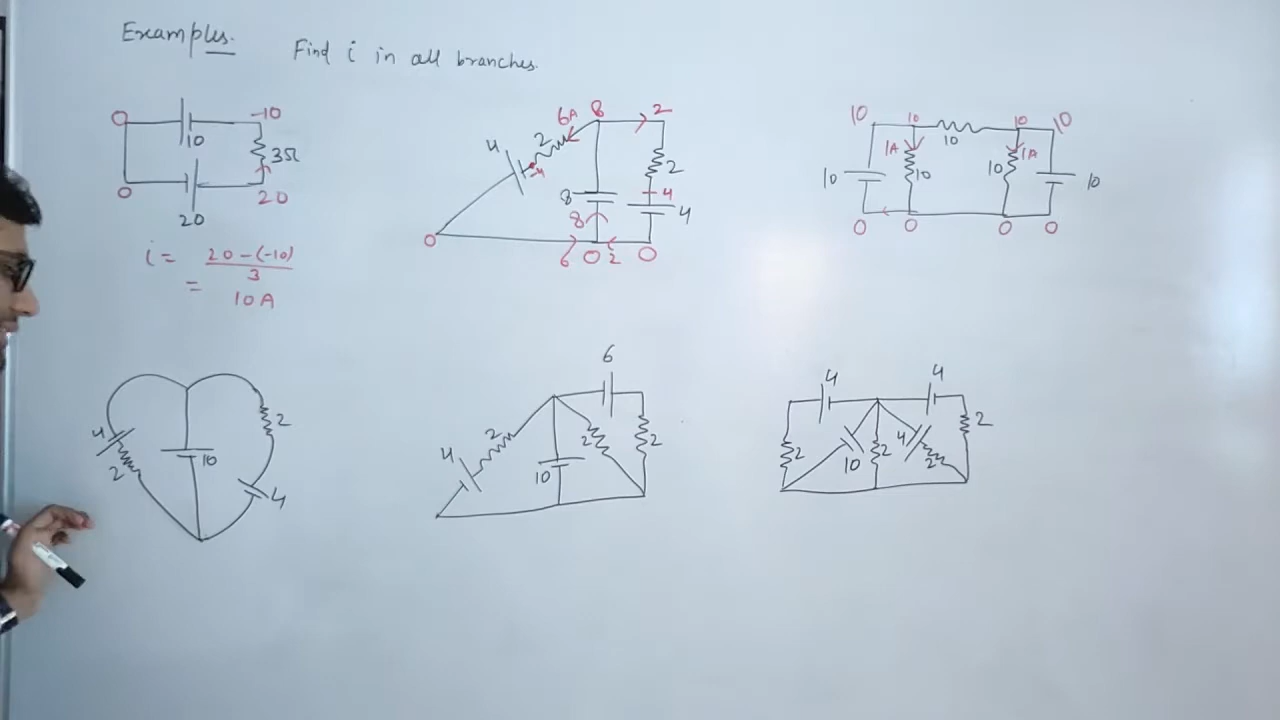 Examples.
Find i in all branches.
0 10 -10
3Ω
0 20 20
i = 20-(-10)
3
= 10 A
4 2 6A 8 2
-4 2
8 4
8 4
0 6 0 2 0
10 10 10 10
10
1A 10 10 1A
10 10
0 0 0 0
4 2 10 2 4
6
4 2 10 2 2
4 4
2 10 2 4 2 2